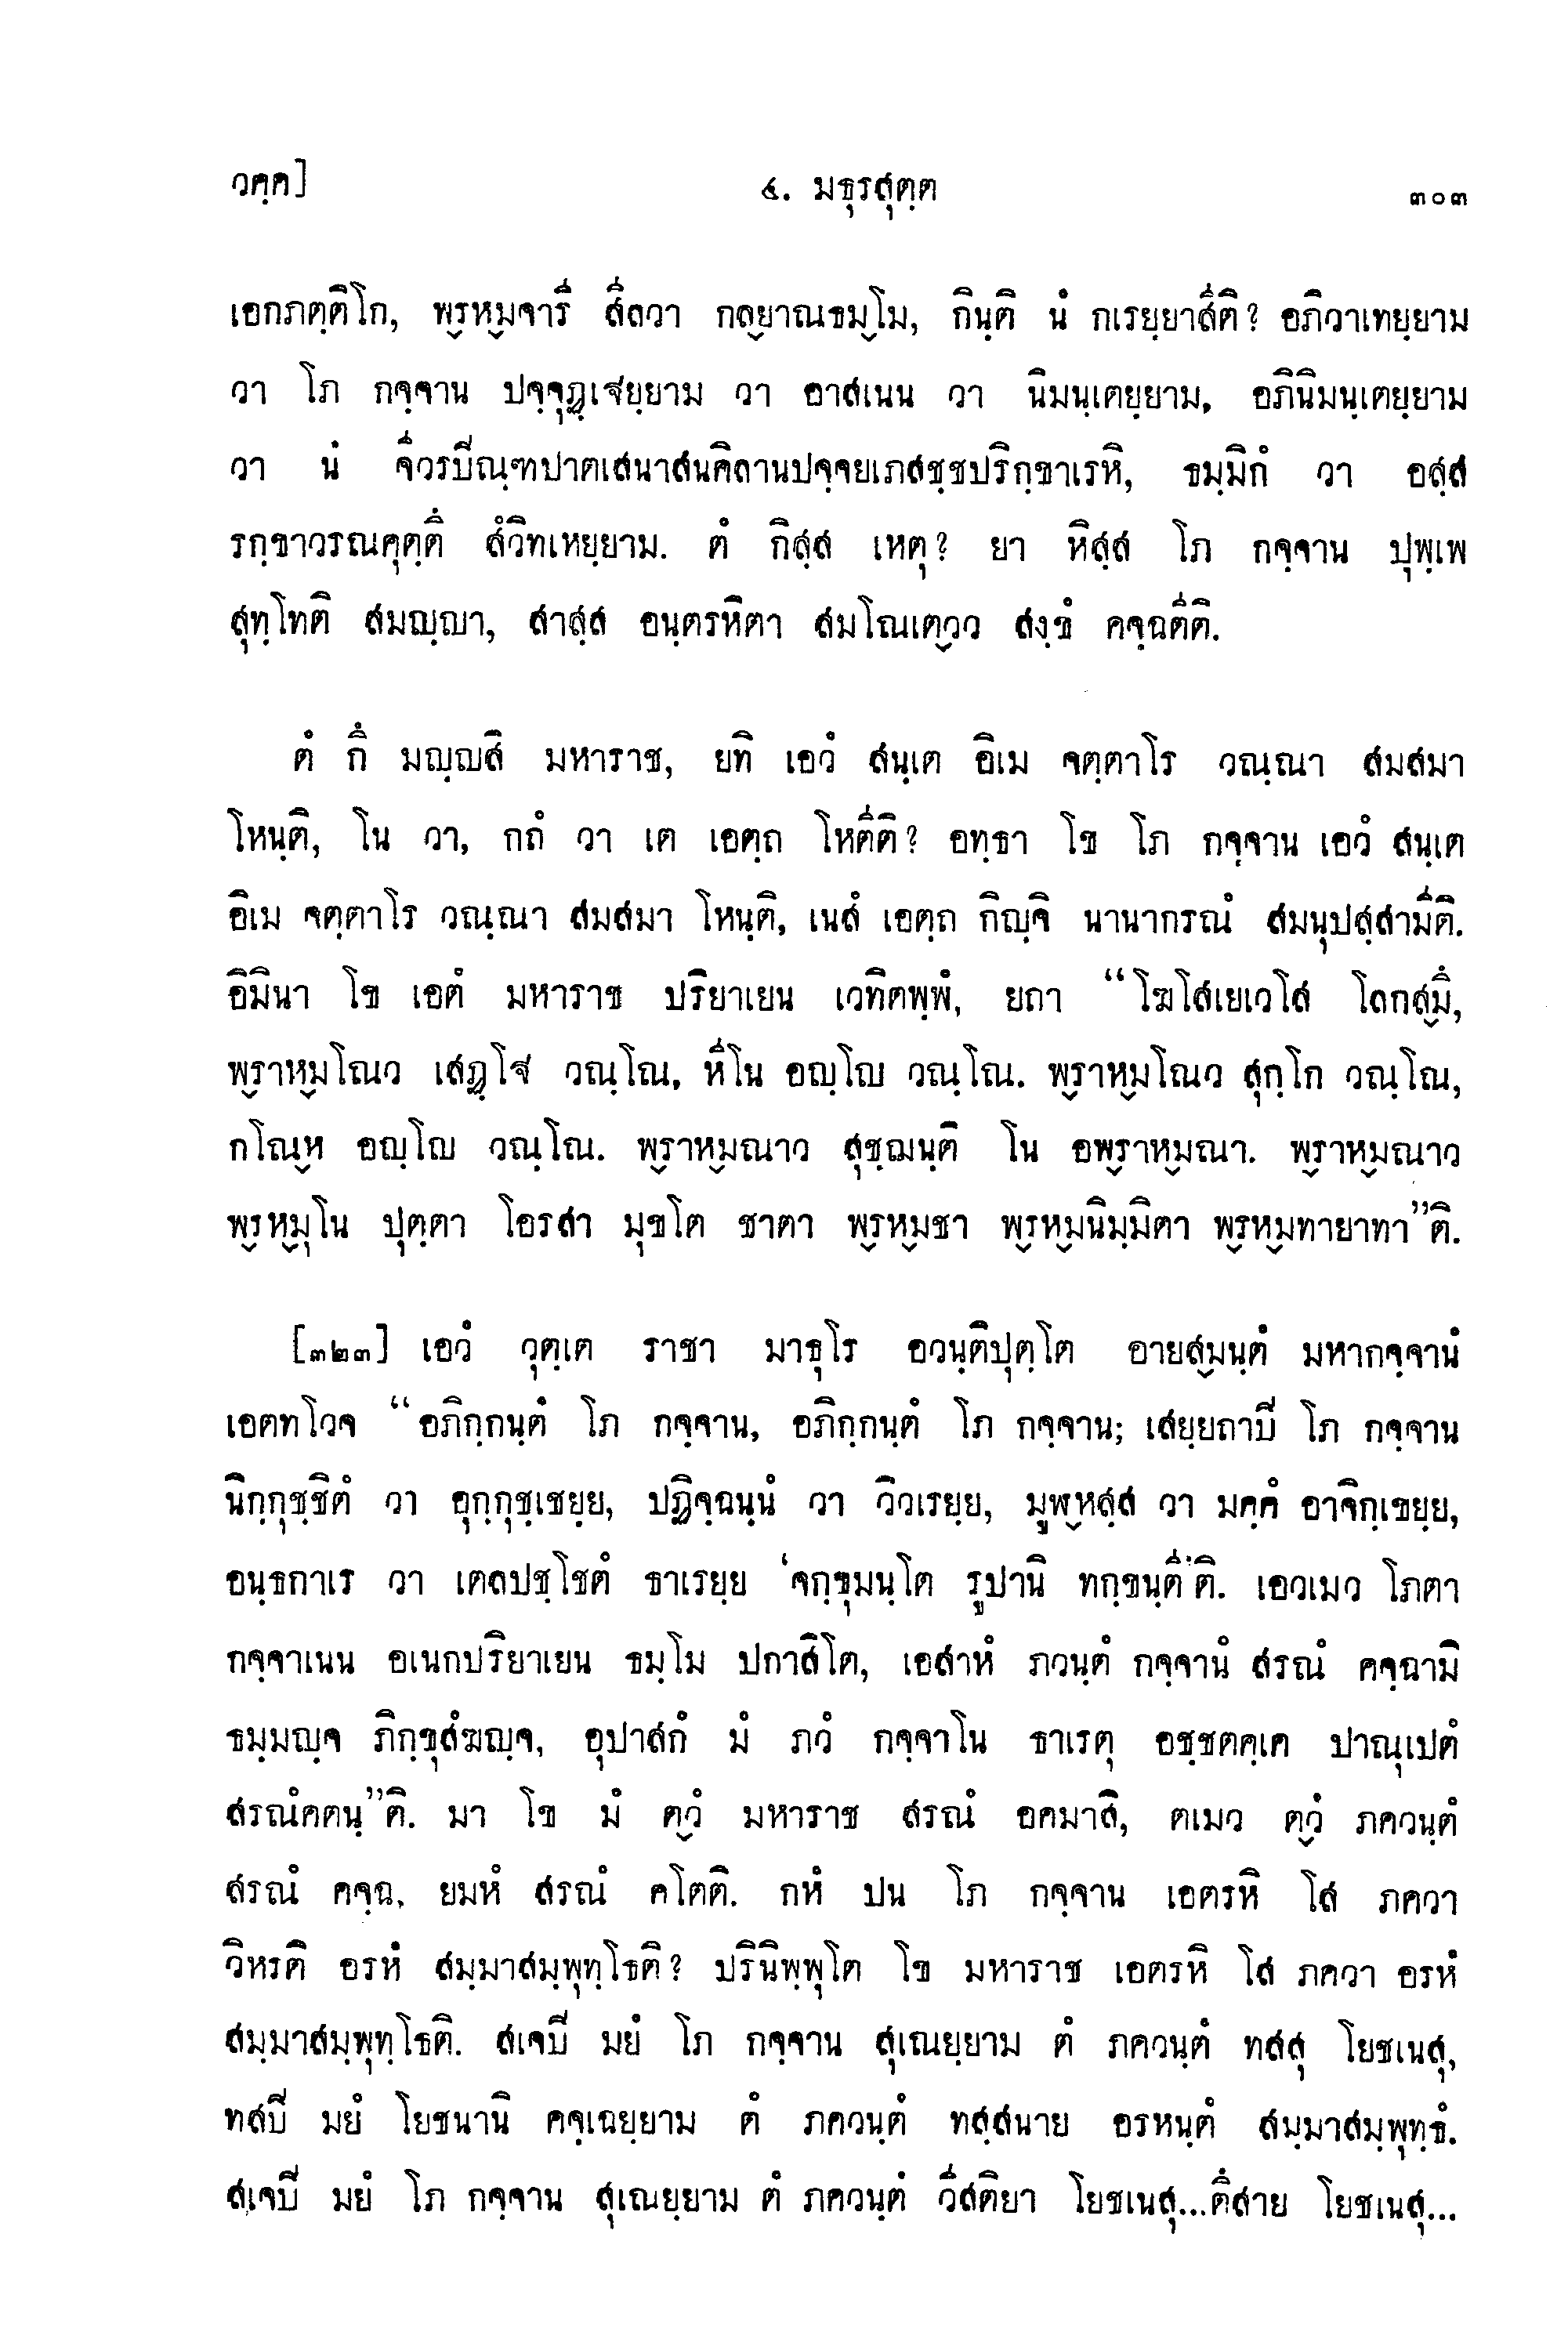 วคฺค] ๔. มธุรสุตฺต ๓๐๓
เอกภตฺติโก, พ๎รห๎มจารี สีลวา กล๎ยาณธม๎โม, กินฺติ นํ กเรยฺยาสีติ? อภิวาเทยฺยาม
วา โภ กจฺจาน ปจฺจุฏฺเฐยฺยาม วา อาสเนน วา นิมนฺเตยฺยาม, อภินิมนฺเตยฺยาม
วา นํ จีวรปิณฺฑปาตเสนาสนคิลานปจฺจยเภสชฺชปริกฺขาเรหิ, ธมฺมิกํ วา อสฺส
รกฺขาวรณคุตฺตึ สํวิทเหยฺยาม. ตํ กิสฺส เหตุ? ยา หิสฺส โภ กจฺจาน ปุพฺเพ
สุทฺโทติ สมญฺญา, สาสฺส อนฺตรหิตา สมโณเต๎วว สงฺขํ คจฺฉตีติ.
ตํ กึ มญฺญสิ มหาราช, ยทิ เอวํ สนฺเต อิเม จตฺตาโร วณฺณา สมสมา
โหนฺติ, โน วา, กถํ วา เต เอตฺถ โหตีติ? อทฺธา โข โภ กจฺจาน เอวํ สนฺเต
อิเม จตฺตาโร วณฺณา สมสมา โหนฺติ, เนสํ เอตฺถ กิญฺจิ นานากรณํ สมนุปสฺสามีติ.
อิมินา โข เอตํ มหาราช ปริยาเยน เวทิตพฺพํ, ยถา “โฆโสเยเวโส โลกส๎มึ,
พ๎ราห๎มโณว เสฏฺโฐ วณฺโณ, หีโน อญฺโญ วณฺโณ. พ๎ราห๎มโณว สุกฺโก วณฺโณ,
กโณ๎ห อญฺโญ วณฺโณ. พ๎ราห๎มณาว สุชฺฌนฺติ โน อพ๎ราห๎มณา. พ๎ราห๎มณาว
พ๎รห๎มุโน ปุตฺตา โอรสา มุขโต ชาตา พ๎รห๎มชา พ๎รห๎มนิมฺมิตา พ๎รห๎มทายาทา”ติ.
[๓๒๓] เอวํ วุตฺเต ราชา มาธุโร อวนฺติปุตฺโต อายส๎มนฺตํ มหากจฺจานํ
เอตทโวจ “อภิกฺกนฺตํ โภ กจฺจาน, อภิกฺกนฺตํ โภ กจฺจาน; เสยฺยถาปิ โภ กจฺจาน
นิกฺกุชฺชิตํ วา อุกฺกุชฺเชยฺย, ปฏิจฺฉนฺนํ วา วิวเรยฺย, มูฬ๎หสฺส วา มคฺคํ อาจิกฺเขยฺย,
อนฺธกาเร วา เตลปชฺโชตํ ธาเรยฺย ‘จกฺขุมนฺโต รูปานิ ทกฺขนฺตี’ติ. เอวเมว โภตา
กจฺจาเนน อเนกปริยาเยน ธมฺโม ปกาสิโต, เอสาหํ ภวนฺตํ กจฺจานํ สรณํ คจฺฉามิ
ธมฺมญฺจ ภิกฺขุสํฆญฺจ, อุปาสกํ มํ ภวํ กจฺจาโน ธาเรตุ อชฺชตคฺเค ปาณุเปตํ
สรณํคตนฺ”ติ. มา โข มํ ต๎วํ มหาราช สรณํ อคมาสิ, ตเมว ต๎วํ ภควนฺตํ
สรณํ คจฺฉ, ยมหํ สรณํ คโตติ. กหํ ปน โภ กจฺจาน เอตรหิ โส ภควา
วิหรติ อรหํ สมฺมาสมฺพุทฺโธติ? ปรินิพฺพุโต โข มหาราช เอตรหิ โส ภควา อรหํ
สมฺมาสมฺพุทฺโธติ. สเจปิ มยํ โภ กจฺจาน สุเณยฺยาม ตํ ภควนฺตํ ทสสุ โยชเนสุ,
ทสปิ มยํ โยชนานิ คจฺเฉยฺยาม ตํ ภควนฺตํ ทสฺสนาย อรหนฺตํ สมฺมาสมฺพุทฺธํ.
สเจปิ มยํ โภ กจฺจาน สุเณยฺยาม ตํ ภควนฺตํ วีสติยา โยชเนสุ...ตึสาย โยชเนสุ...